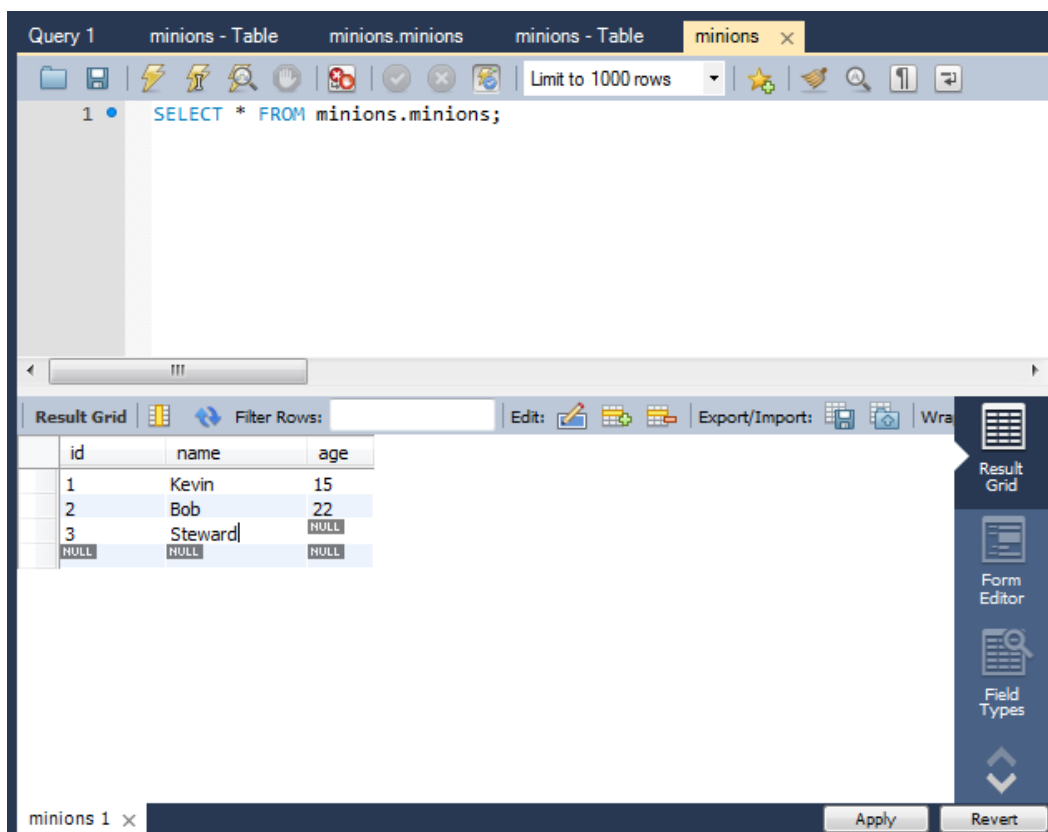 Query 1 minions - Table minions.minions minions - Table minions
Limit to 1000 rows
1 SELECT * FROM minions.minions;
Result Grid Filter Rows: Edit: Export/Import: Wra
id name age
1 Kevin 15
2 Bob 22
3 Steward NULL
NULL NULL NULL
Result
Grid
Form
Editor
Field
Types
minions 1 Apply Revert